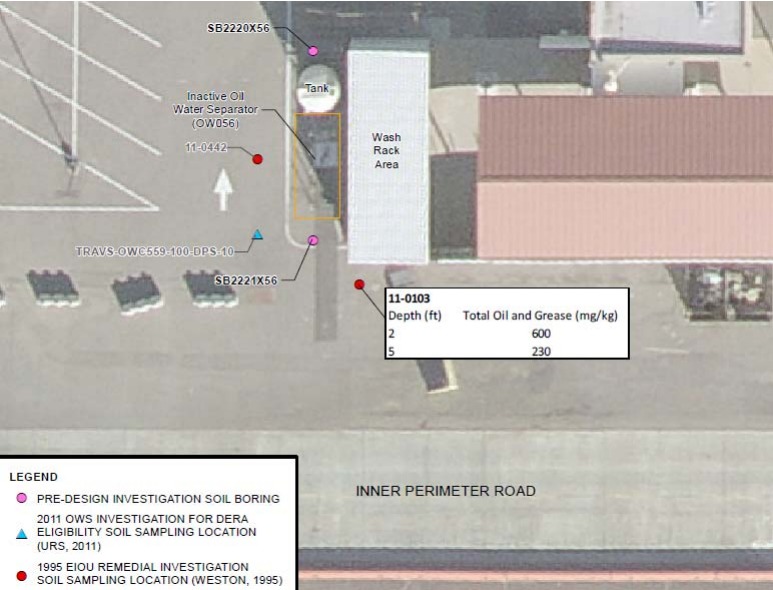 SB2220X56
Tank
Inactive Oil
Water Separator
(OW056)
11-0442
Wash
Rack
Area
TRAVS-OWC559-100-DPS-10
SB2221X56
11-0103
Depth (ft) Total Oil and Grease (mg/kg)
2 600
5 230
INNER PERIMETER ROAD
LEGEND
PRE-DESIGN INVESTIGATION SOIL BORING
2011 OWS INVESTIGATION FOR DERA
ELIGIBILITY SOIL SAMPLING LOCATION
(URS, 2011)
1995 EIOU REMEDIAL INVESTIGATION
SOIL SAMPLING LOCATION (WESTON, 1995)